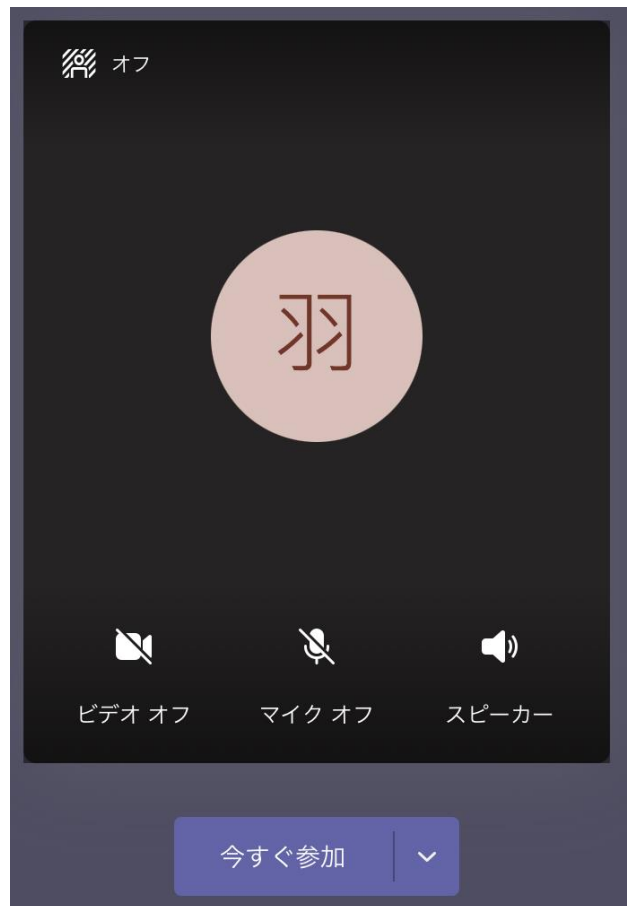 オフ
羽
ビデオ オフ
マイク オフ
スピーカー
今すぐ参加